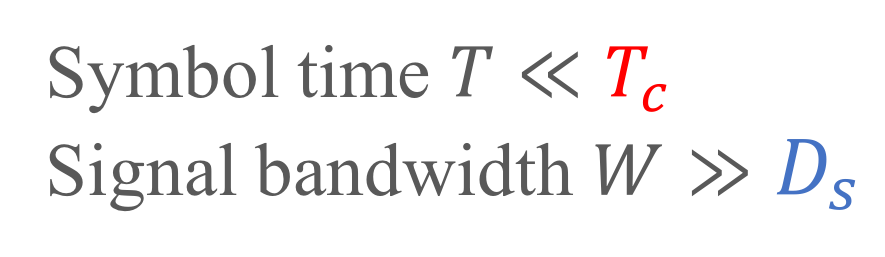 Symbol time T ≪ T_c
Signal bandwidth W ≫ D_s